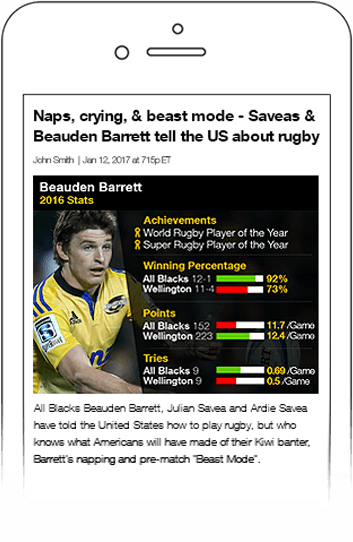 Naps, crying, & beast mode - Saveas &
Beauden Barrett tell the US about rugby
John Smith | Jan 12, 2017 at 715p ET
Beauden Barrett
2016 Stats
Achievements
World Rugby Player of the Year
Super Rugby Player of the Year
Winning Percentage
All Blacks 12-1 92%
Wellington 11-4 73%
Points
All Blacks 152 11.7 /Game
Wellington 223 12.4 /Game
Tries
All Blacks 9 0.69 /Game
Wellington 9 0.5 /Game
All Blacks Beauden Barrett, Julian Savea and Ardie Savea
have told the United States how to play rugby, but who
knows what Americans will have made of their Kiwi banter,
Barrett's napping and pre-match "Beast Mode".